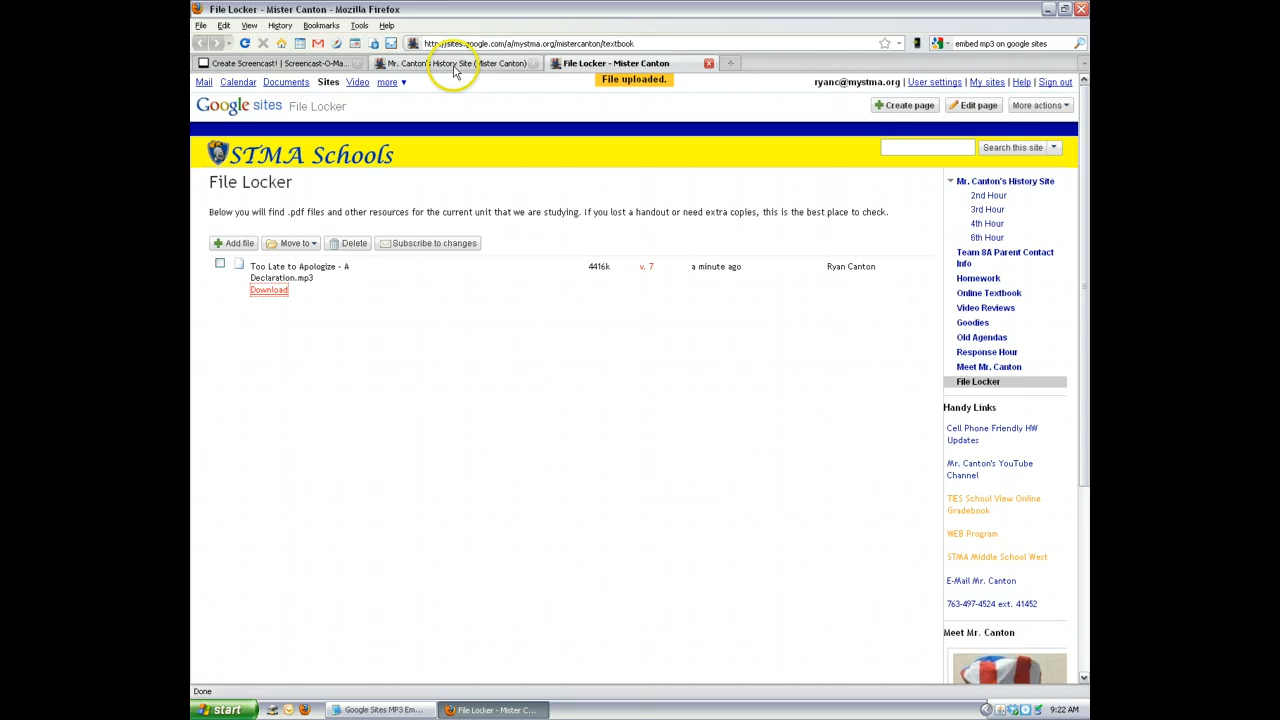 File Locker - Mister Canton - Mozilla Firefox
File Edit View History Bookmarks Tools Help
http://sites.google.com/a/mystma.org/mistercanton/textbook
embed mp3 on google sites
Create Screencast! | Screencast-O-Ma...
Mr. Canton's History Site (Mister Canton)
File Locker - Mister Canton
Mail Calendar Documents Sites Video more ▾
File uploaded.
ryanc@mystma.org | User settings | My sites | Help | Sign out
Google sites File Locker
Create page Edit page More actions
STMA Schools
Search this site
File Locker
Below you will find .pdf files and other resources for the current unit that we are studying. If you lost a handout or need extra copies, this is the best place to check.
Add file Move to Delete Subscribe to changes
Too Late to Apologize - A Declaration.mp3 4416k v. 7 a minute ago Ryan Canton
Download
Mr. Canton's History Site
2nd Hour
3rd Hour
4th Hour
6th Hour
Team 8A Parent Contact
Info
Homework
Online Textbook
Video Reviews
Goodies
Old Agendas
Response Hour
Meet Mr. Canton
File Locker
Handy Links
Cell Phone Friendly HW
Updates
Mr. Canton's YouTube
Channel
TIES School View Online
Gradebook
WEB Program
STMA Middle School West
E-Mail Mr. Canton
763-497-4524 ext. 41452
Meet Mr. Canton
Done
start
Google Sites MP3 Em...
File Locker - Mister C...
9:22 AM